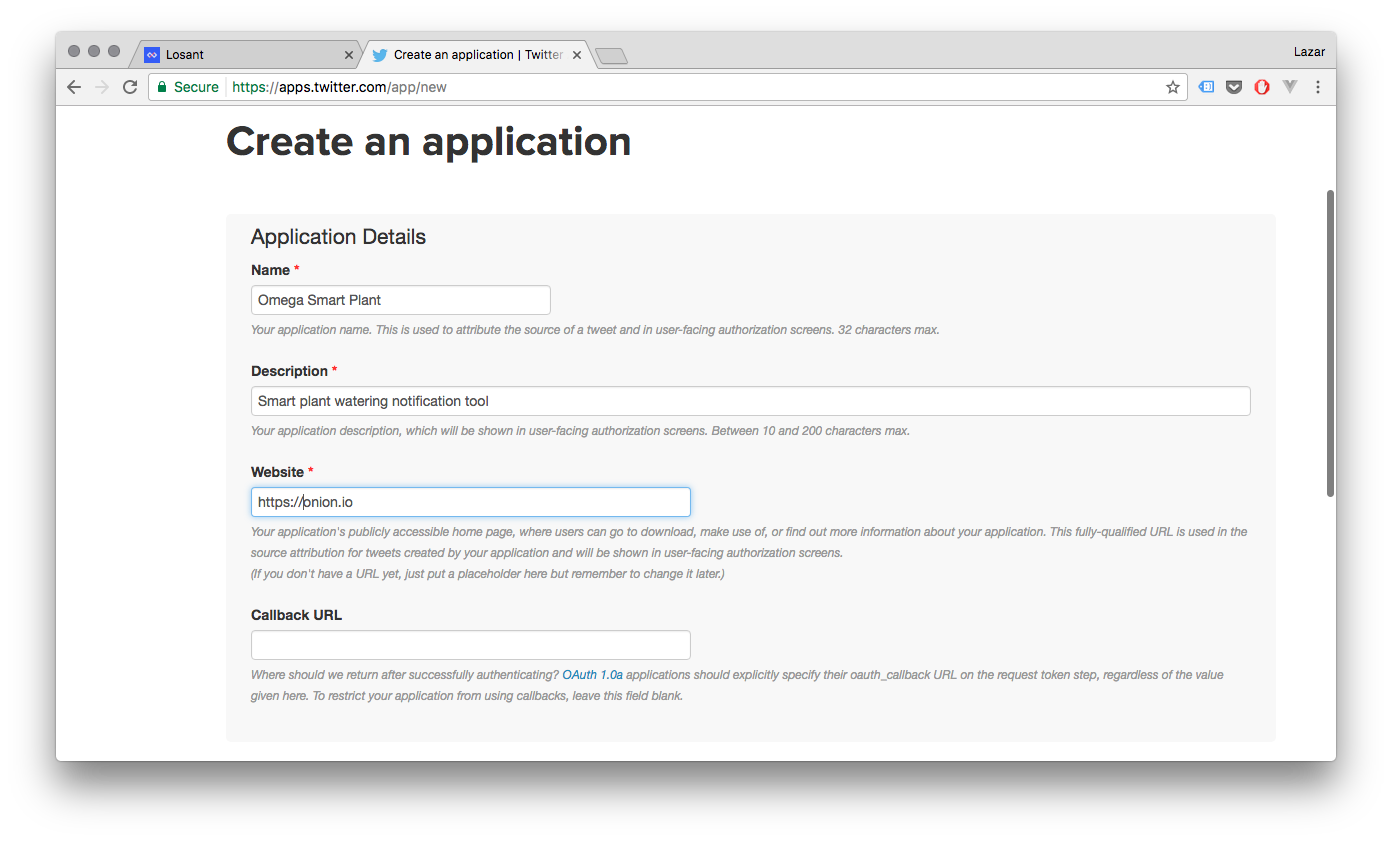 Losant
Create an application | Twitter
Lazar
Secure https://apps.twitter.com/app/new
Create an application
Application Details
Name *
Omega Smart Plant
Your application name. This is used to attribute the source of a tweet and in user-facing authorization screens. 32 characters max.
Description *
Smart plant watering notification tool
Your application description, which will be shown in user-facing authorization screens. Between 10 and 200 characters max.
Website *
https://onion.io
Your application's publicly accessible home page, where users can go to download, make use of, or find out more information about your application. This fully-qualified URL is used in the
source attribution for tweets created by your application and will be shown in user-facing authorization screens.
(If you don't have a URL yet, just put a placeholder here but remember to change it later.)
Callback URL
Where should we return after successfully authenticating? OAuth 1.0a applications should explicitly specify their oauth_callback URL on the request token step, regardless of the value
given here. To restrict your application from using callbacks, leave this field blank.